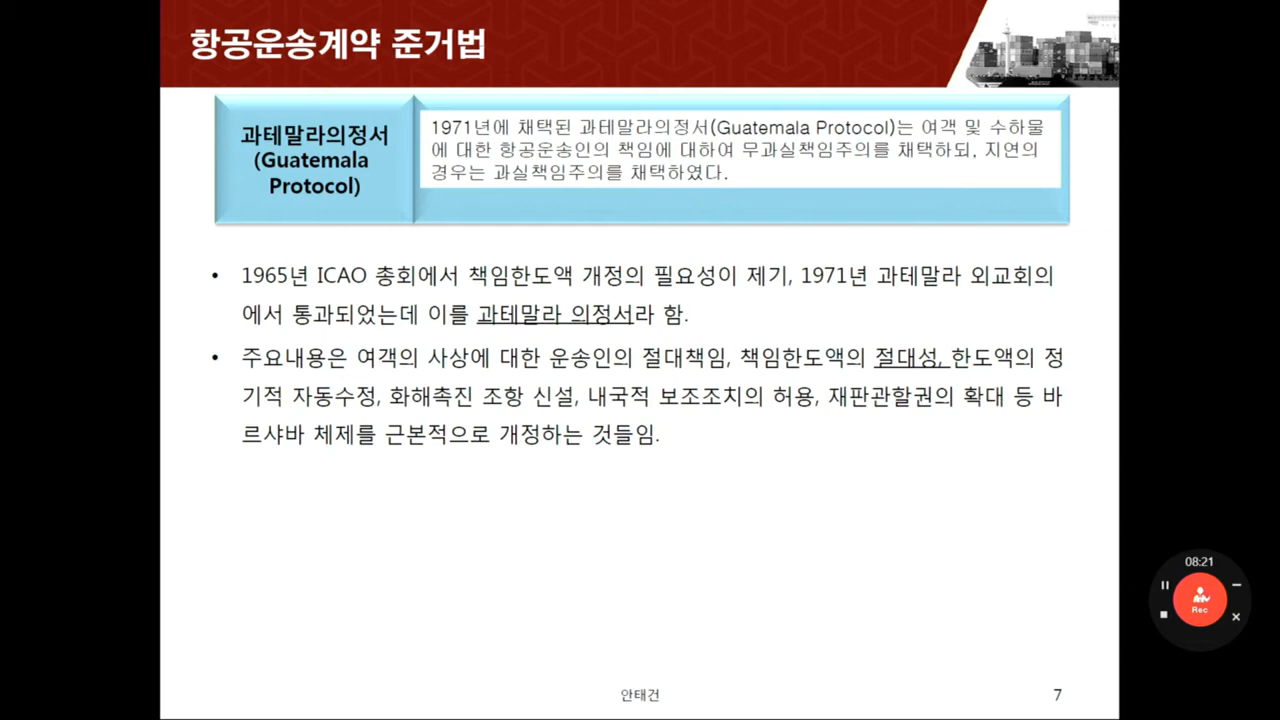 항공운송계약 준거법
과테말라의정서
(Guatemala
Protocol)
1971년에 채택된 과테말라의정서(Guatemala Protocol)는 여객 및 수하물
에 대한 항공운송인의 책임에 대하여 무과실책임주의를 채택하되, 지연의
경우는 과실책임주의를 채택하였다.
• 1965년 ICAO 총회에서 책임한도액 개정의 필요성이 제기, 1971년 과테말라 외교회의
에서 통과되었는데 이를 과테말라 의정서라 함.
• 주요내용은 여객의 사상에 대한 운송인의 절대책임, 책임한도액의 절대성, 한도액의 정
기적 자동수정, 화해촉진 조항 신설, 내국적 보조조치의 허용, 재판관할권의 확대 등 바
르샤바 체제를 근본적으로 개정하는 것들임.
08:21
Rec
안태건
7